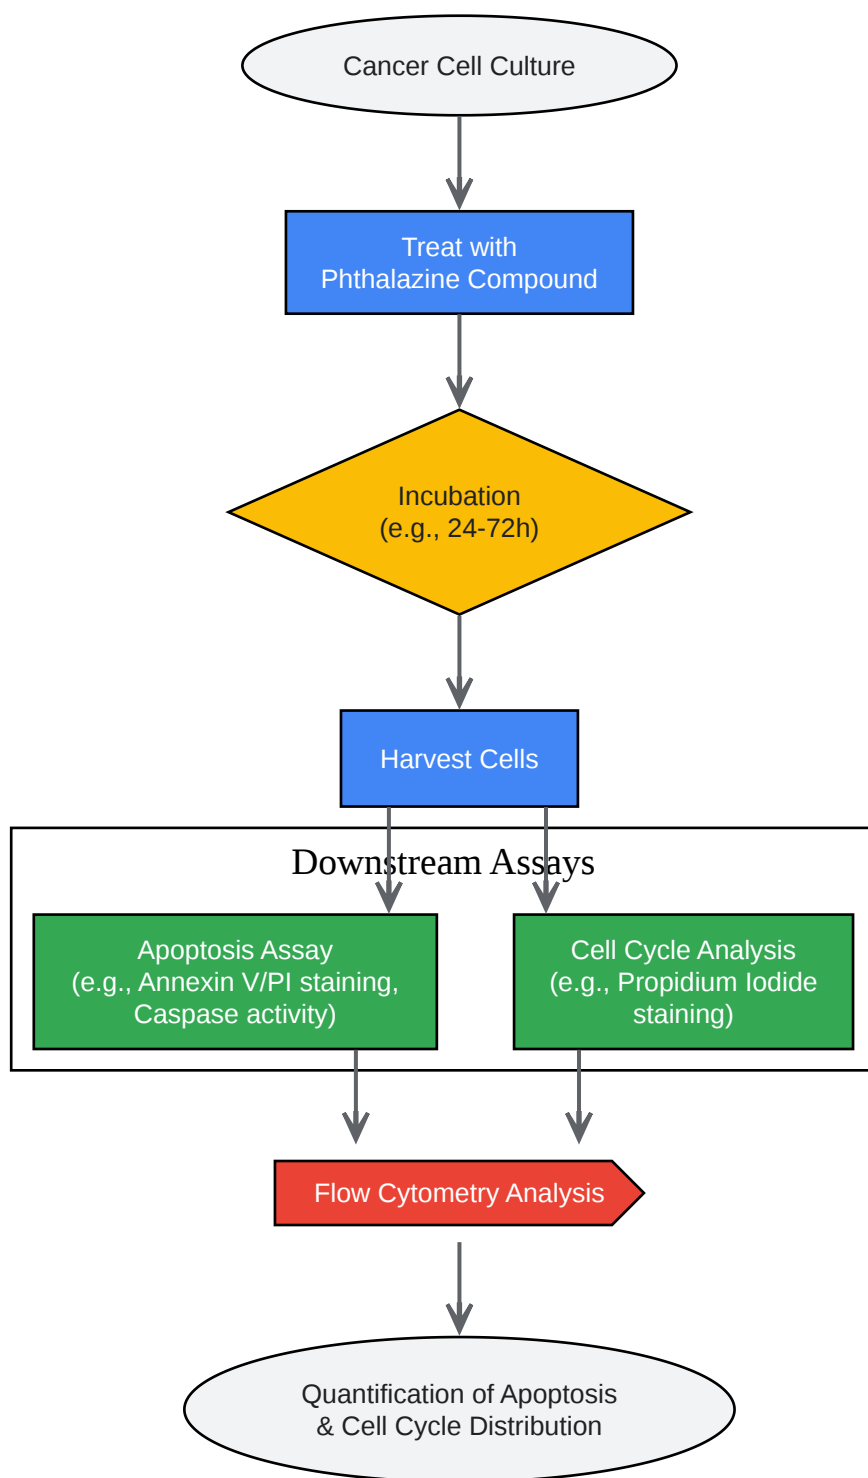 Cancer Cell Culture
Treat with
Phthalazine Compound
Incubation
(e.g., 24-72h)
Harvest Cells
Downstream Assays
Apoptosis Assay
(e.g., Annexin V/PI staining,
Caspase activity)
Cell Cycle Analysis
(e.g., Propidium Iodide
staining)
Flow Cytometry Analysis
Quantification of Apoptosis
& Cell Cycle Distribution